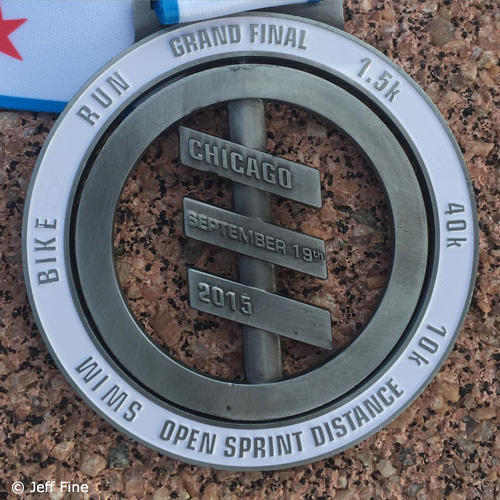 GRAND FINAL
1.5k
40k
10k
OPEN SPRINT DISTANCE
SWIM
BIKE
RUN
CHICAGO
SEPTEMBER 19th
2015
© Jeff Fine